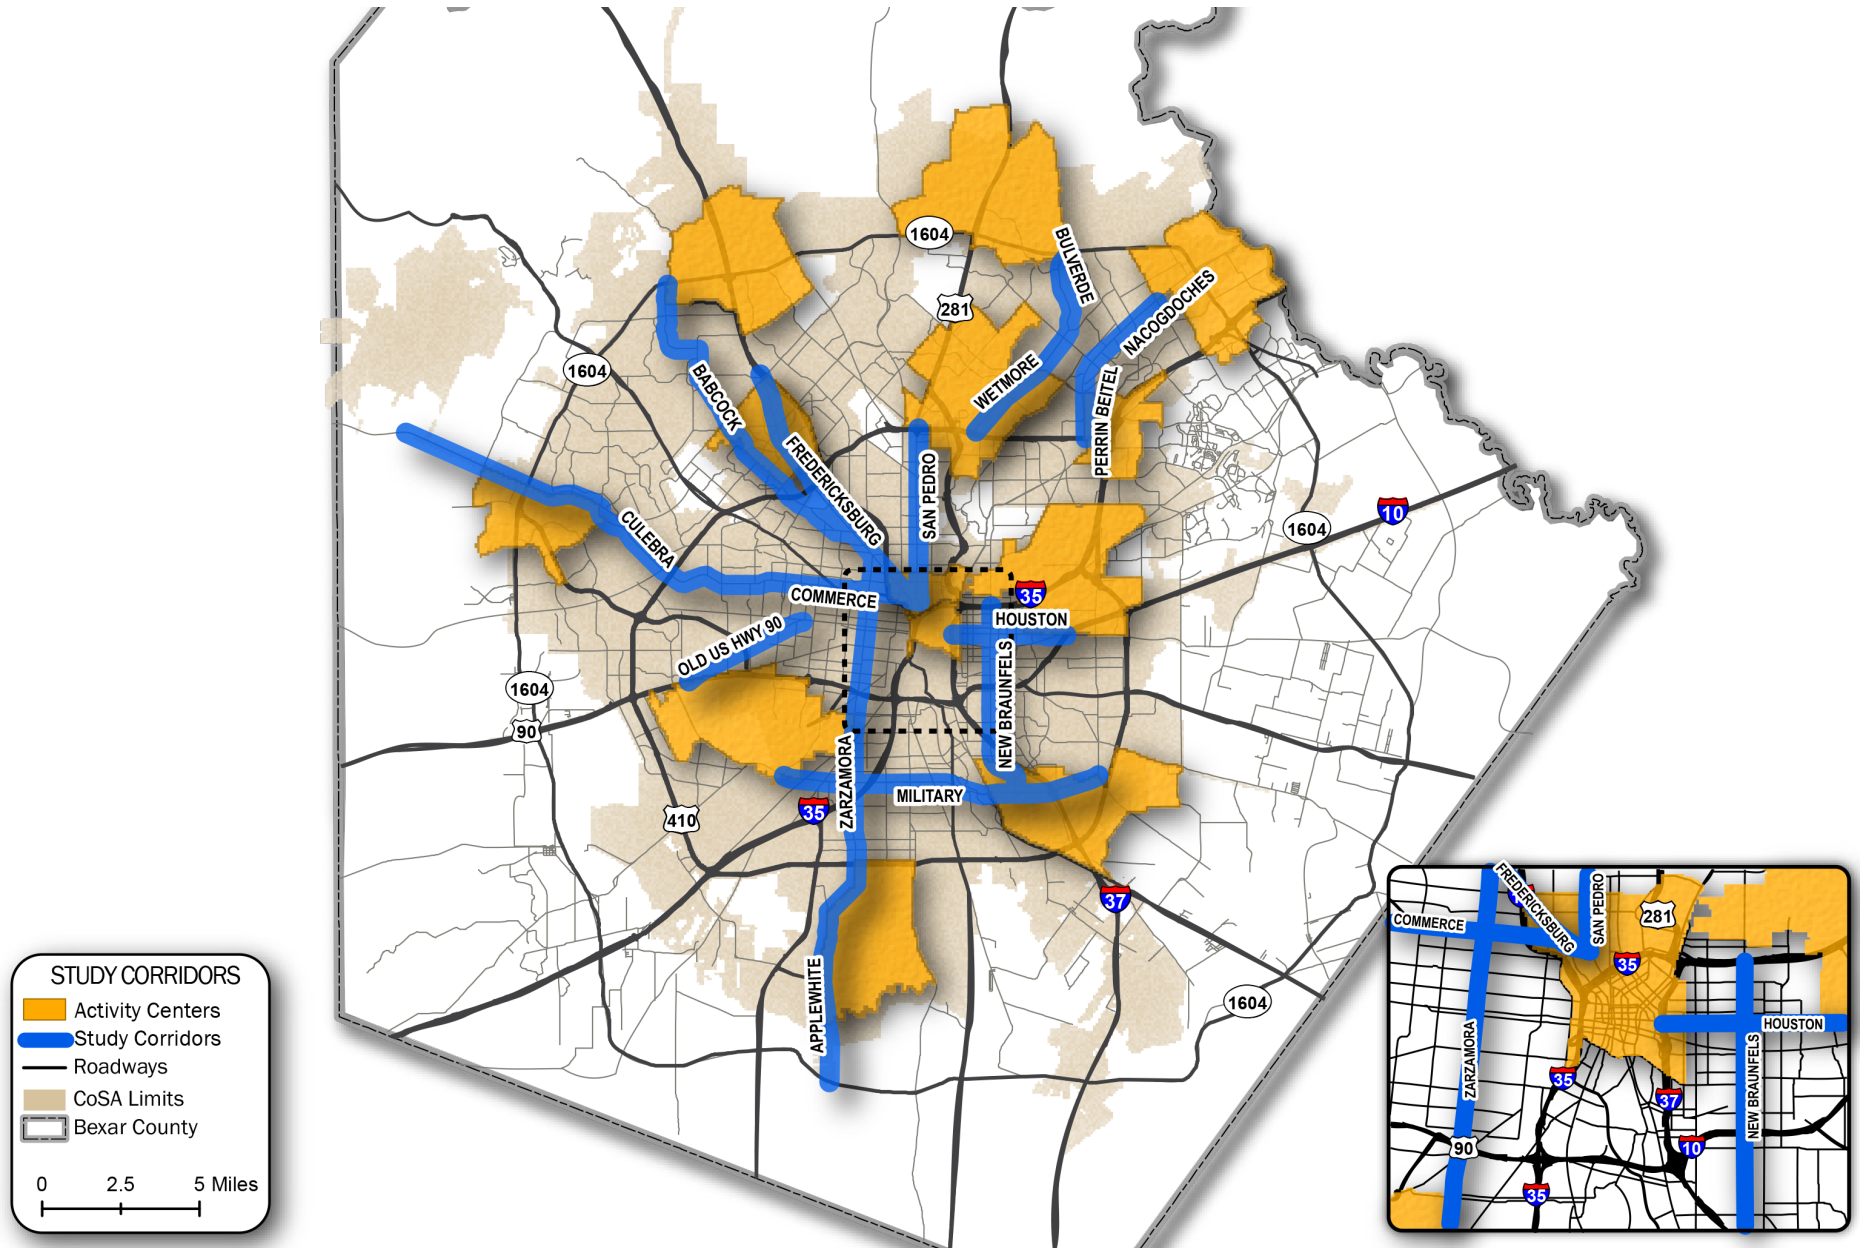 1604
BULVERDE
281
NACOGDOCHES
1604
BABCOCK
WETMORE
PERRIN BEITEL
FREDERICKSBURG
SAN PEDRO
CULEBRA
10
1604
COMMERCE
35
HOUSTON
OLD US HWY 90
NEW BRAUNFELS
1604
90
ZARZAMORA
MILITARY
35
410
37
APPLEWHITE
1604
STUDY CORRIDORS
Activity Centers
Study Corridors
Roadways
CoSA Limits
Bexar County
0 2.5 5 Miles
FREDERICKSBURG
SAN PEDRO
281
COMMERCE
35
HOUSTON
ZARZAMORA
NEW BRAUNFELS
35
37
90
10
35